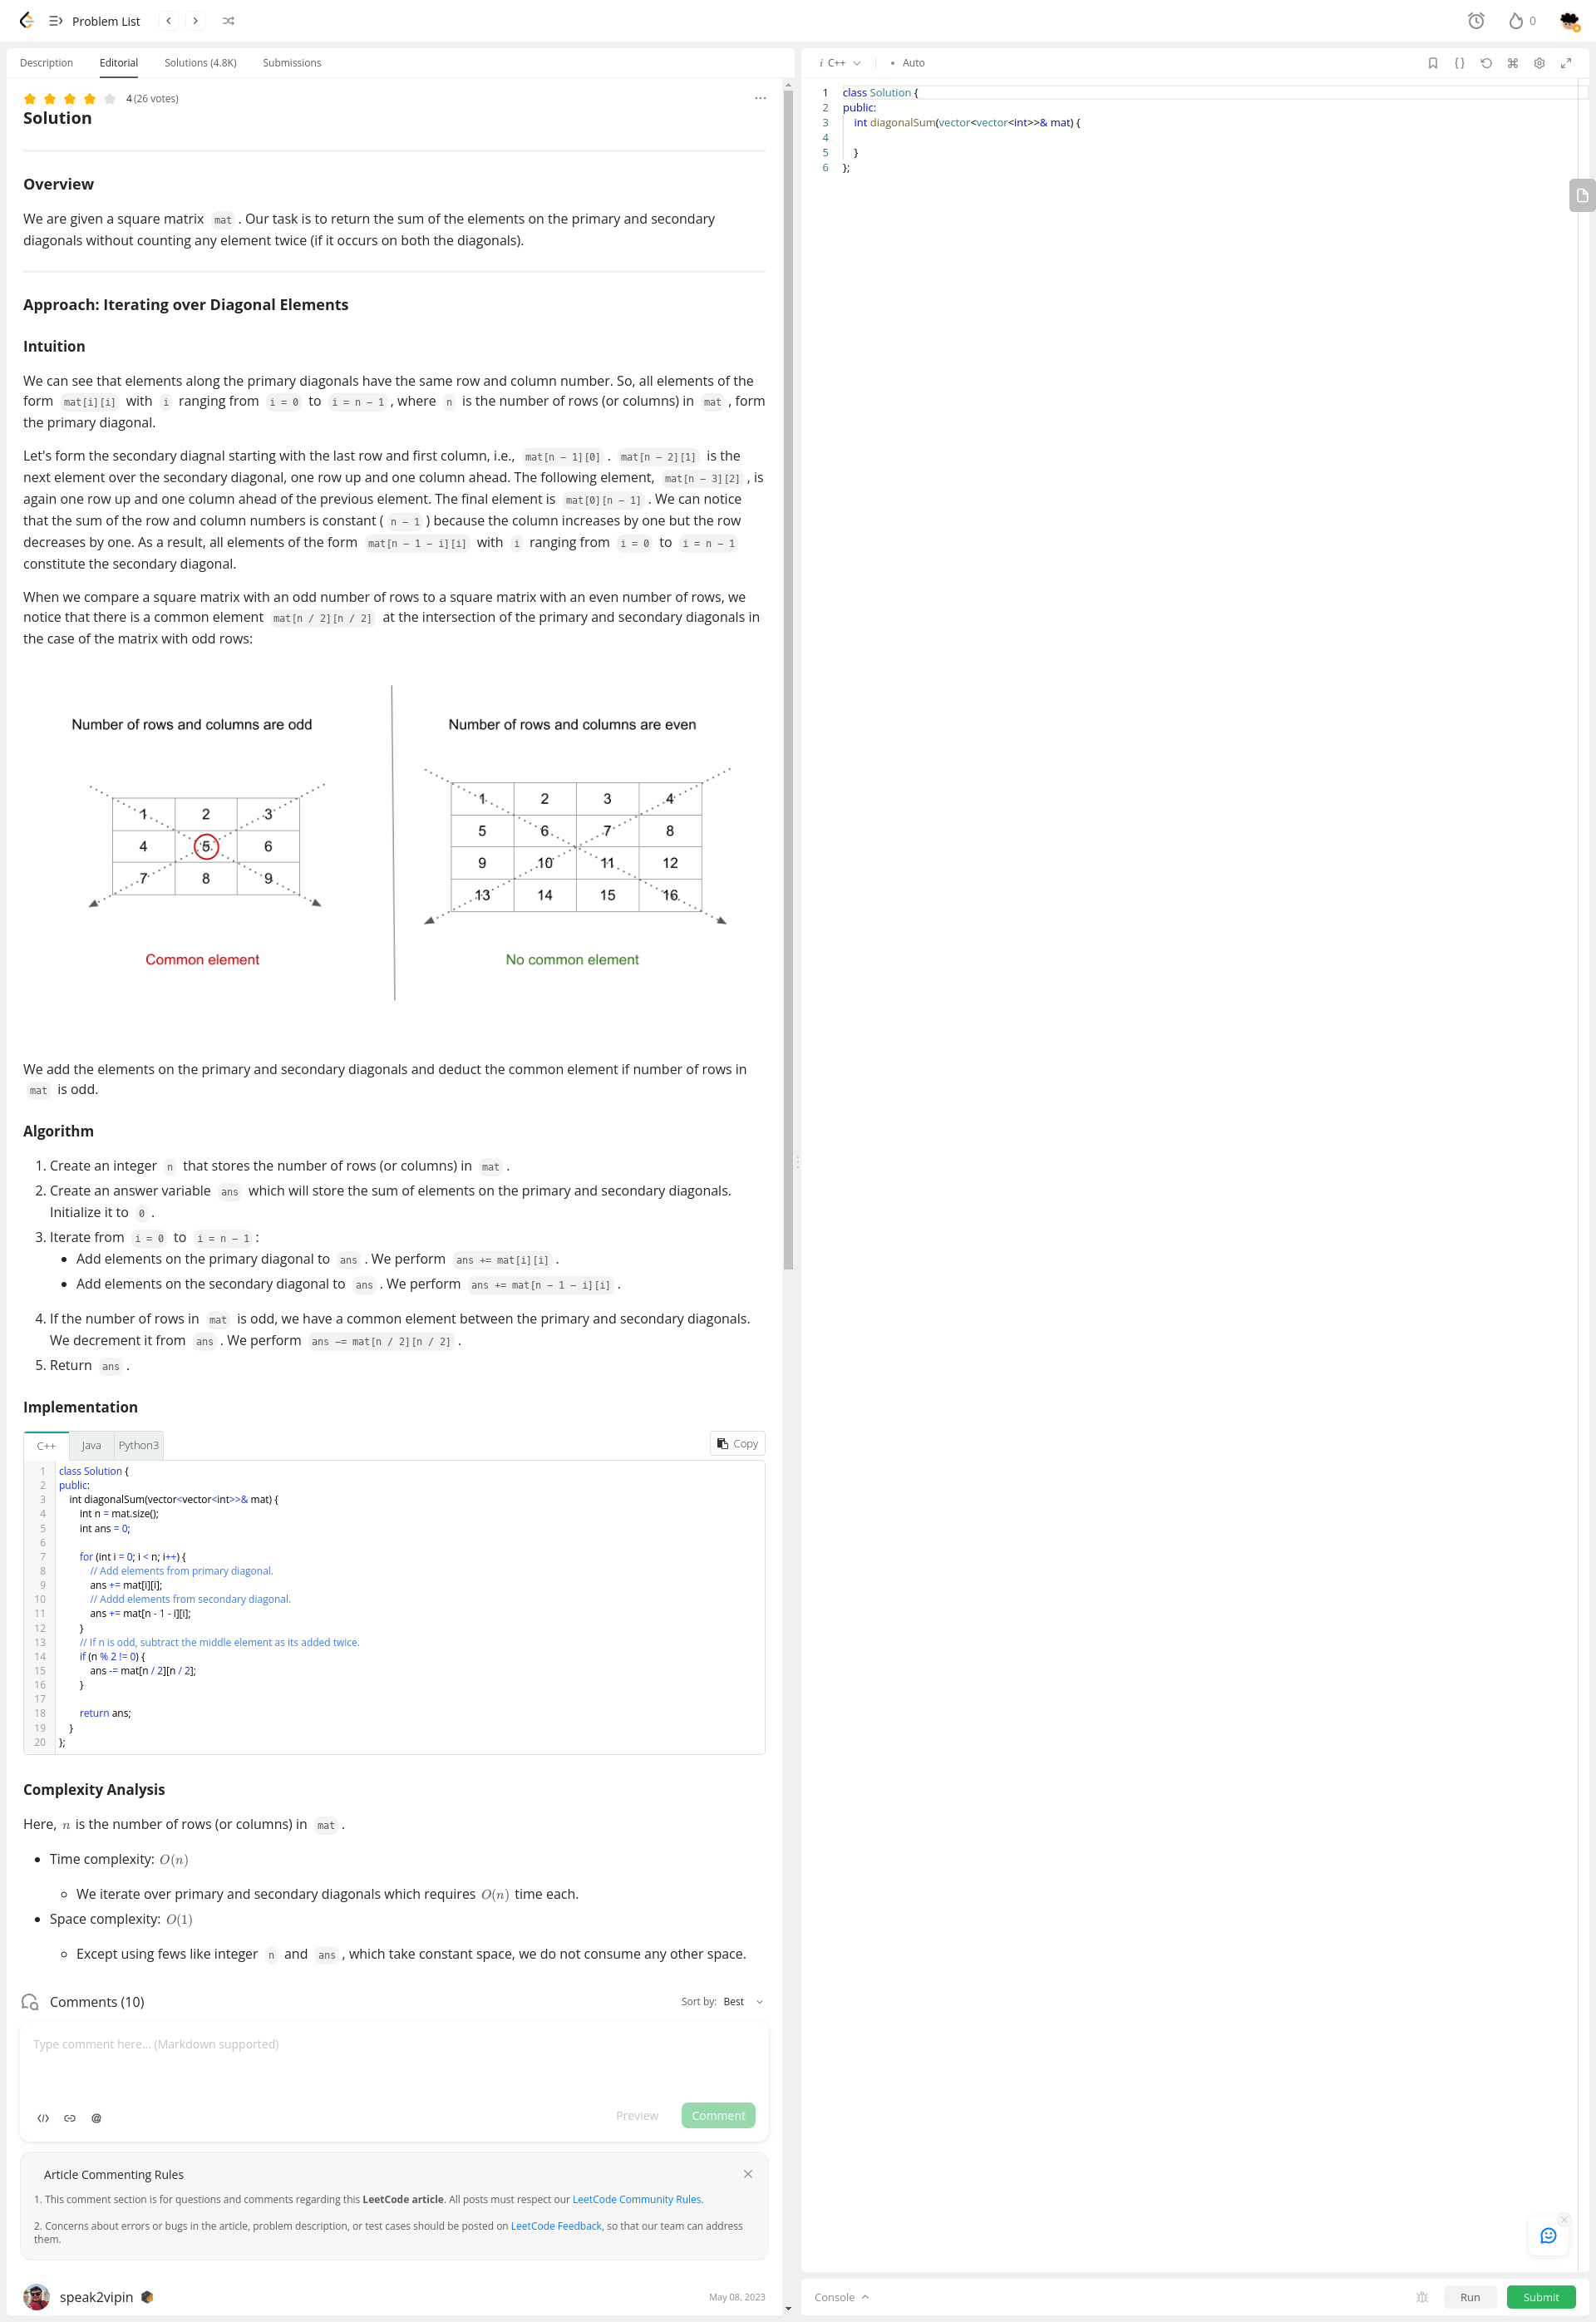 Problem List
0
Description Editorial Solutions (4.8K) Submissions
4 (26 votes)
Solution
Overview
We are given a square matrix mat . Our task is to return the sum of the elements on the primary and secondary
diagonals without counting any element twice (if it occurs on both the diagonals).
Approach: Iterating over Diagonal Elements
Intuition
We can see that elements along the primary diagonals have the same row and column number. So, all elements of the
form mat[i][i] with i ranging from i = 0 to i = n − 1 , where n is the number of rows (or columns) in mat , form
the primary diagonal.
Let's form the secondary diagnal starting with the last row and first column, i.e., mat[n − 1][0] . mat[n − 2][1] is the
next element over the secondary diagonal, one row up and one column ahead. The following element, mat[n − 3][2] , is
again one row up and one column ahead of the previous element. The final element is mat[0][n − 1] . We can notice
that the sum of the row and column numbers is constant ( n − 1 ) because the column increases by one but the row
decreases by one. As a result, all elements of the form mat[n − 1 − i][i] with i ranging from i = 0 to i = n − 1
constitute the secondary diagonal.
When we compare a square matrix with an odd number of rows to a square matrix with an even number of rows, we
notice that there is a common element mat[n / 2][n / 2] at the intersection of the primary and secondary diagonals in
the case of the matrix with odd rows:
Number of rows and columns are odd
1 2 3
4 5 6
7 8 9
Common element
Number of rows and columns are even
1 2 3 4
5 6 7 8
9 10 11 12
13 14 15 16
No common element
We add the elements on the primary and secondary diagonals and deduct the common element if number of rows in
mat is odd.
Algorithm
1. Create an integer n that stores the number of rows (or columns) in mat .
2. Create an answer variable ans which will store the sum of elements on the primary and secondary diagonals.
Initialize it to 0 .
3. Iterate from i = 0 to i = n − 1 :
• Add elements on the primary diagonal to ans . We perform ans += mat[i][i] .
• Add elements on the secondary diagonal to ans . We perform ans += mat[n − 1 − i][i] .
4. If the number of rows in mat is odd, we have a common element between the primary and secondary diagonals.
We decrement it from ans . We perform ans −= mat[n / 2][n / 2] .
5. Return ans .
Implementation
C++ Java Python3 Copy
1 class Solution {
2 public:
3 int diagonalSum(vector<vector<int>>& mat) {
4 int n = mat.size();
5 int ans = 0;
6
7 for (int i = 0; i < n; i++) {
8 // Add elements from primary diagonal.
9 ans += mat[i][i];
10 // Addd elements from secondary diagonal.
11 ans += mat[n - 1 - i][i];
12 }
13 // If n is odd, subtract the middle element as its added twice.
14 if (n % 2 != 0) {
15 ans -= mat[n / 2][n / 2];
16 }
17
18 return ans;
19 }
20 };
Complexity Analysis
Here, n is the number of rows (or columns) in mat .
• Time complexity: O(n)
We iterate over primary and secondary diagonals which requires O(n) time each.
• Space complexity: O(1)
Except using fews like integer n and ans , which take constant space, we do not consume any other space.
Comments (10) Sort by: Best
Type comment here... (Markdown supported)
Preview Comment
Article Commenting Rules
1. This comment section is for questions and comments regarding this LeetCode article. All posts must respect our LeetCode Community Rules.
2. Concerns about errors or bugs in the article, problem description, or test cases should be posted on LeetCode Feedback, so that our team can address
them.
speak2vipin May 08, 2023
i C++ • Auto
1 class Solution {
2 public:
3 int diagonalSum(vector<vector<int>>& mat) {
4
5 }
6 };
Console Run Submit